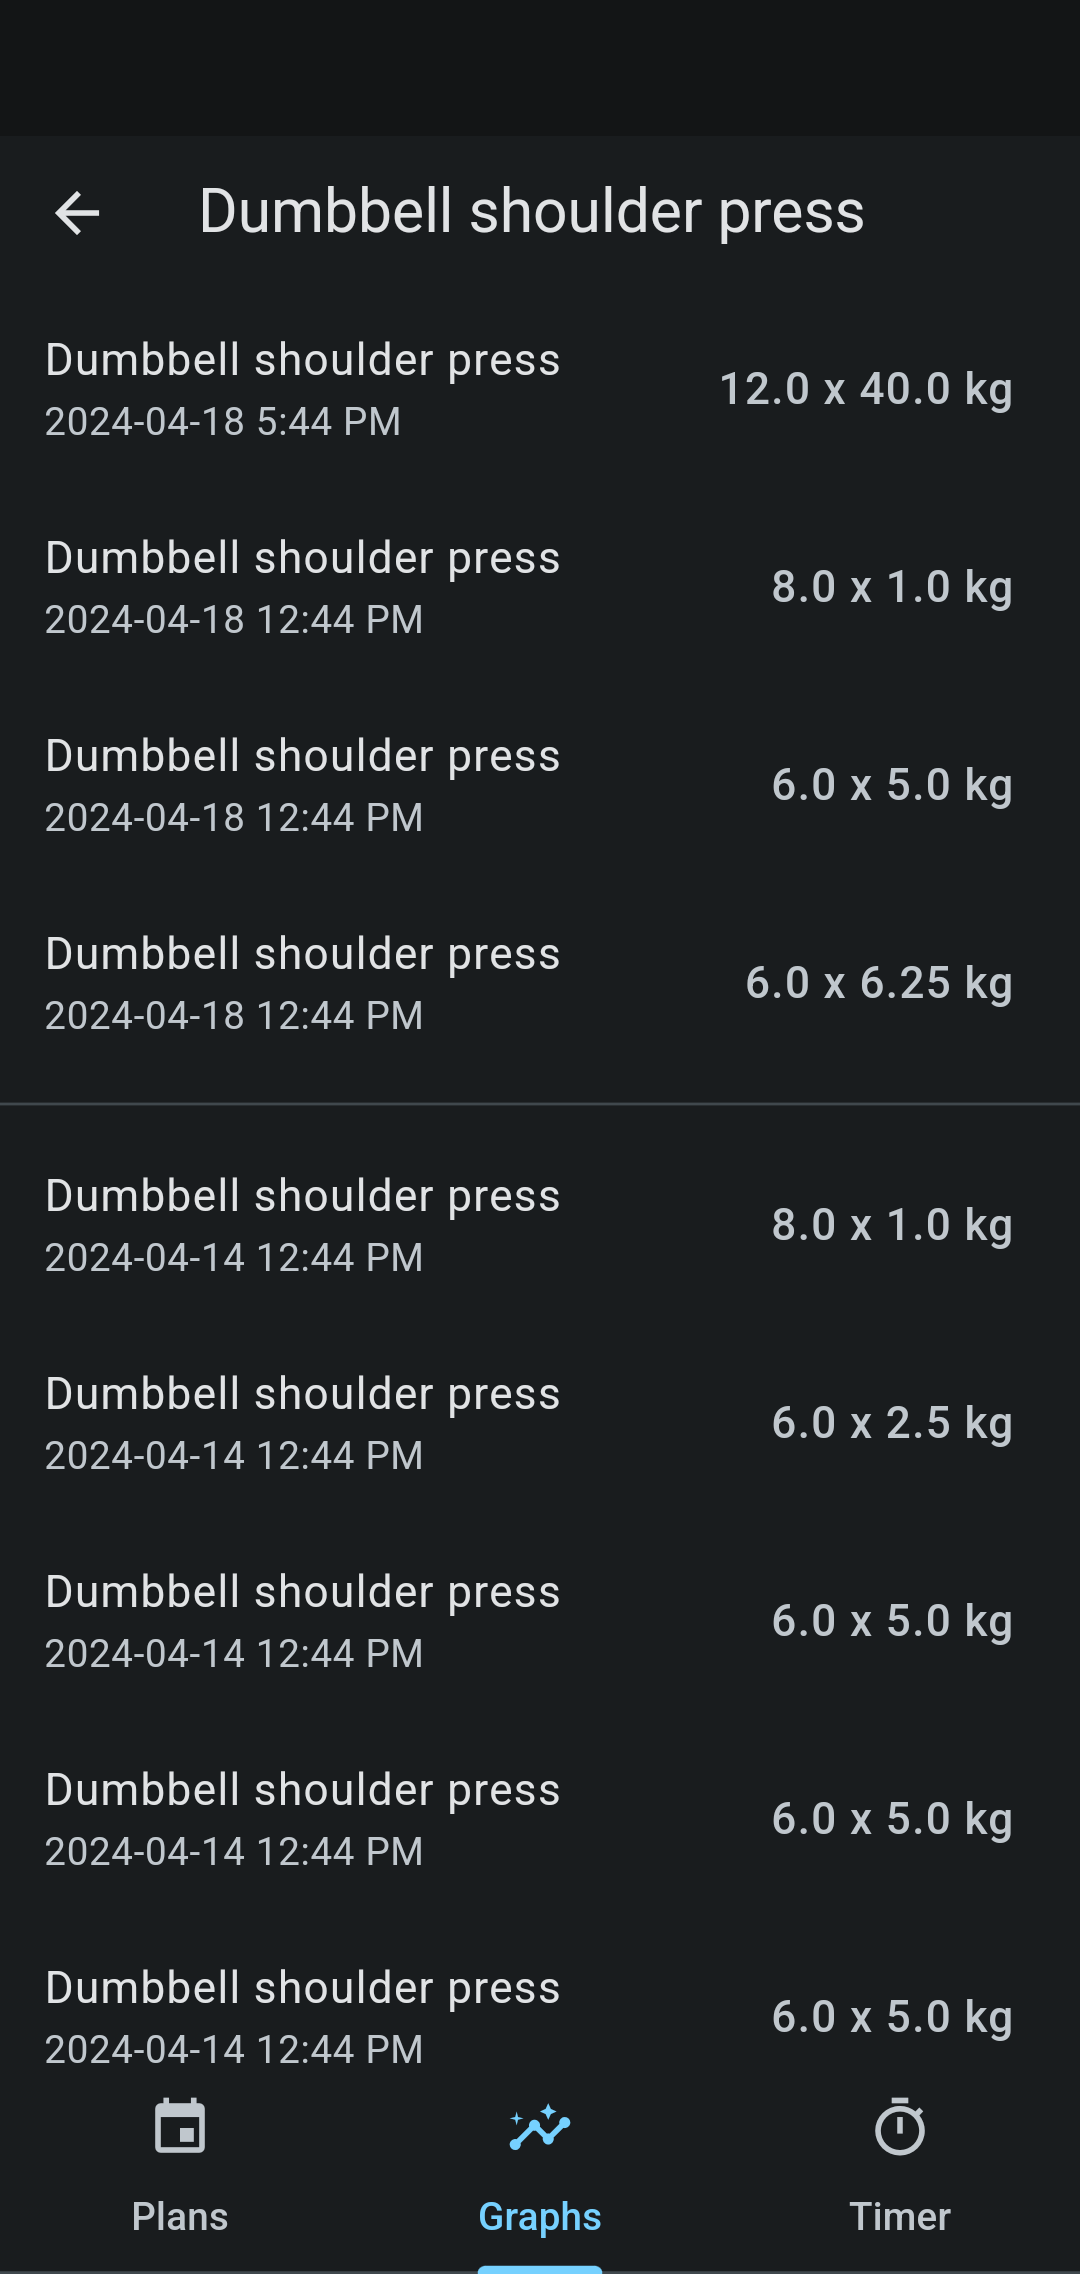 Dumbbell shoulder press
Dumbbell shoulder press
2024-04-18 5:44 PM
12.0 x 40.0 kg
Dumbbell shoulder press
2024-04-18 12:44 PM
8.0 x 1.0 kg
Dumbbell shoulder press
2024-04-18 12:44 PM
6.0 x 5.0 kg
Dumbbell shoulder press
2024-04-18 12:44 PM
6.0 x 6.25 kg
Dumbbell shoulder press
2024-04-14 12:44 PM
8.0 x 1.0 kg
Dumbbell shoulder press
2024-04-14 12:44 PM
6.0 x 2.5 kg
Dumbbell shoulder press
2024-04-14 12:44 PM
6.0 x 5.0 kg
Dumbbell shoulder press
2024-04-14 12:44 PM
6.0 x 5.0 kg
Dumbbell shoulder press
2024-04-14 12:44 PM
6.0 x 5.0 kg
Plans
Graphs
Timer